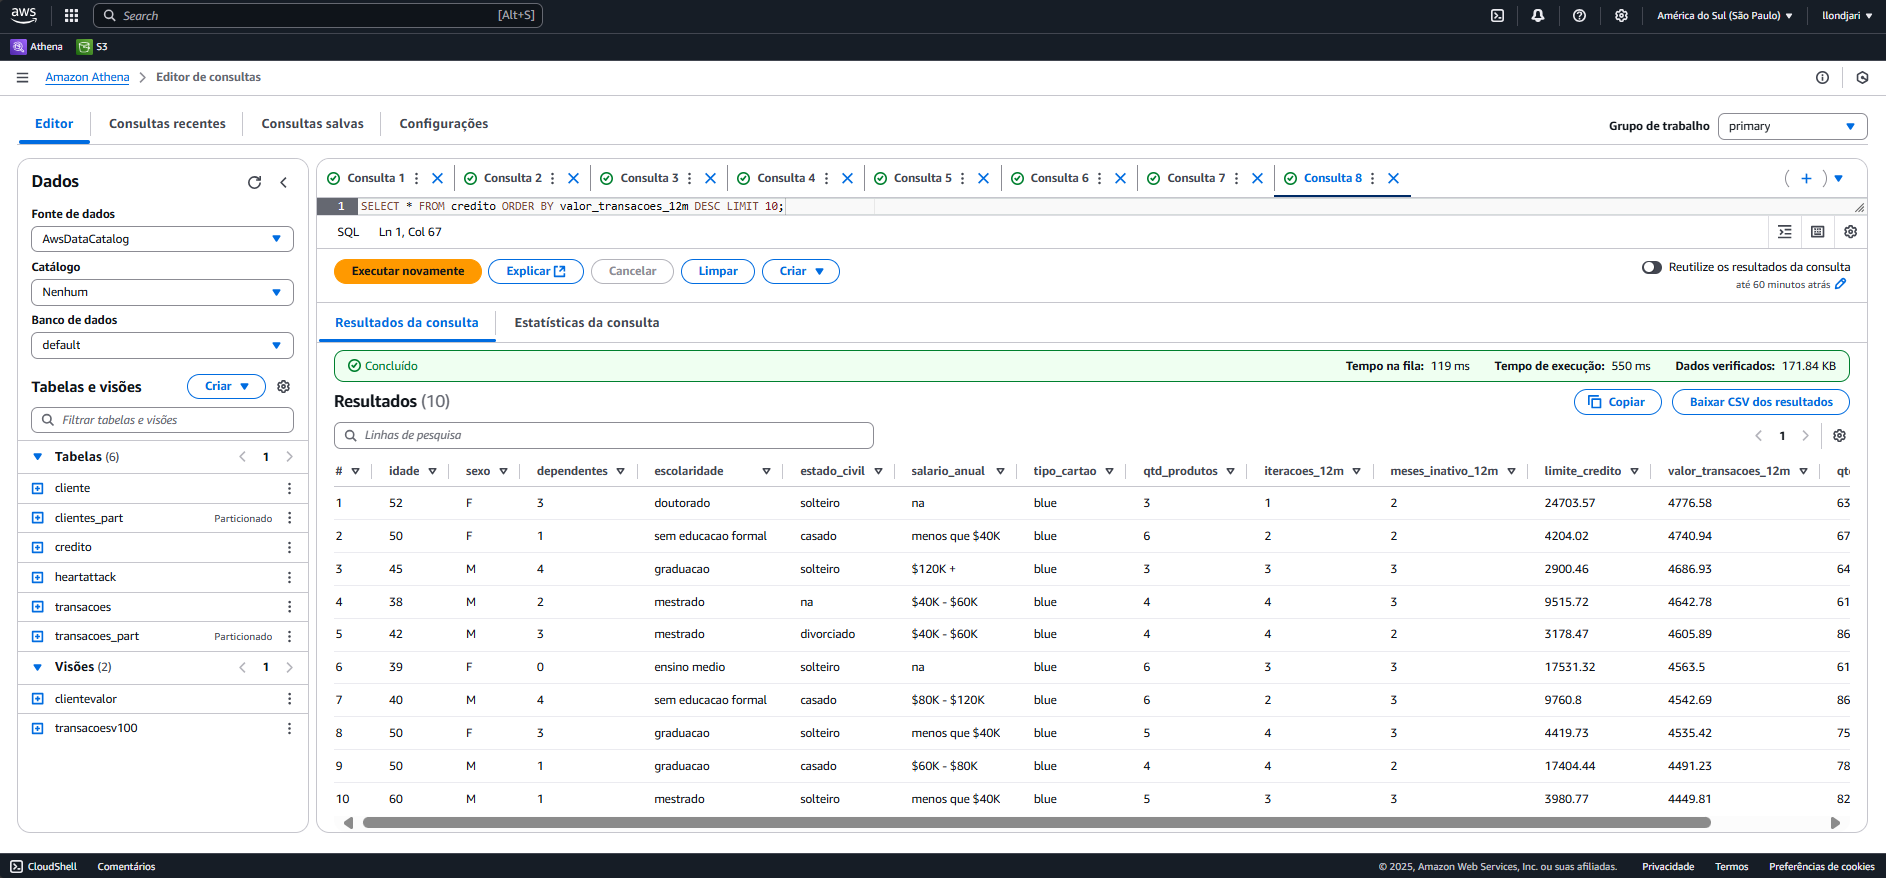 aws Search [Alt+S] América do Sul (São Paulo) llondjari
Athena S3
Amazon Athena Editor de consultas
Editor Consultas recentes Consultas salvas Configurações
Grupo de trabalho primary
Dados
Fonte de dados
AwsDataCatalog
Catálogo
Nenhum
Banco de dados
default
Tabelas e visões Criar
Filtrar tabelas e visões
Tabelas (6) 1
cliente
clientes_part Particionado
credito
heartattack
transacoes
transacoes_part Particionado
Visões (2) 1
clientevalor
transacoesv100
Consulta 1 Consulta 2 Consulta 3 Consulta 4 Consulta 5 Consulta 6 Consulta 7 Consulta 8
1 SELECT * FROM credito ORDER BY valor_transacoes_12m DESC LIMIT 10;
SQL Ln 1, Col 67
Executar novamente Explicar Cancelar Limpar Criar
Reutilize os resultados da consulta
até 60 minutos atrás
Resultados da consulta Estatísticas da consulta
Concluído Tempo na fila: 119 ms Tempo de execução: 550 ms Dados verificados: 171.84 KB
Resultados (10) Copiar Baixar CSV dos resultados
Linhas de pesquisa 1
# idade sexo dependentes escolaridade estado_civil salario_anual tipo_cartao qtd_produtos iteracoes_12m meses_inativo_12m limite_credito valor_transacoes_12m qt
1 52 F 3 doutorado solteiro na blue 3 1 2 24703.57 4776.58 63
2 50 F 1 sem educacao formal casado menos que $40K blue 6 2 2 4204.02 4740.94 67
3 45 M 4 graduacao solteiro $120K + blue 3 3 3 2900.46 4686.93 64
4 38 M 2 mestrado na $40K - $60K blue 4 4 3 9515.72 4642.78 61
5 42 M 3 mestrado divorciado $40K - $60K blue 4 4 2 3178.47 4605.89 86
6 39 F 0 ensino medio solteiro na blue 6 3 3 17531.32 4563.5 61
7 40 M 4 sem educacao formal casado $80K - $120K blue 6 2 3 9760.8 4542.69 86
8 50 F 3 graduacao solteiro menos que $40K blue 5 4 3 4419.73 4535.42 75
9 50 M 1 graduacao casado $60K - $80K blue 4 4 2 17404.44 4491.23 78
10 60 M 1 mestrado solteiro menos que $40K blue 5 3 3 3980.77 4449.81 82
CloudShell Comentários © 2025, Amazon Web Services, Inc. ou suas afiliadas. Privacidade Termos Preferências de cookies